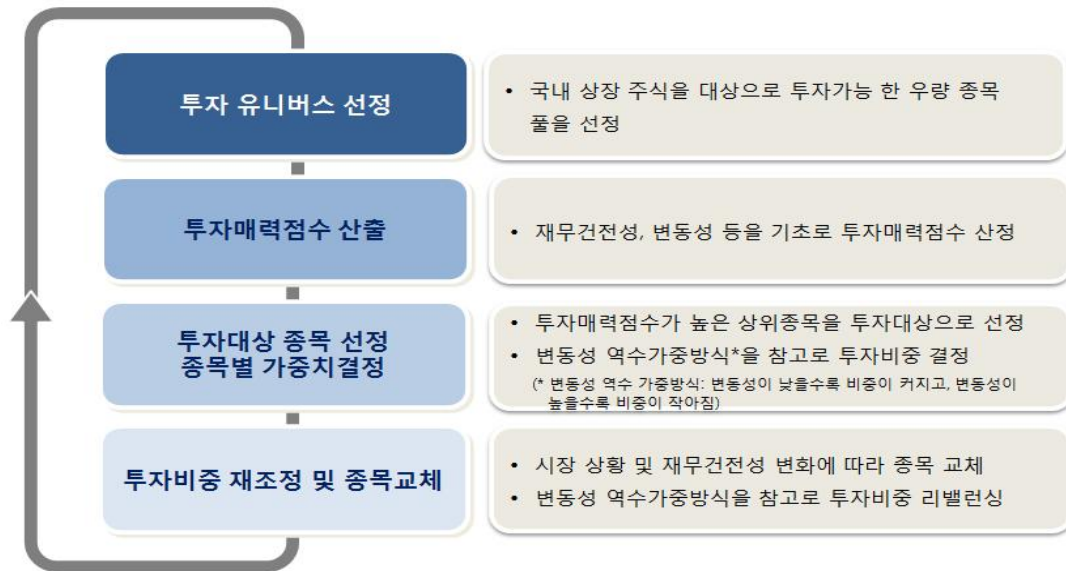 투자 유니버스 선정
• 국내 상장 주식을 대상으로 투자가능 한 우량 종목
풀을 선정
투자매력점수 산출
• 재무건전성, 변동성 등을 기초로 투자매력점수 산정
투자대상 종목 선정
종목별 가중치결정
• 투자매력점수가 높은 상위종목을 투자대상으로 선정
• 변동성 역수가중방식*을 참고로 투자비중 결정
(* 변동성 역수 가중방식: 변동성이 낮을수록 비중이 커지고, 변동성이
높을수록 비중이 작아짐)
투자비중 재조정 및 종목교체
• 시장 상황 및 재무건전성 변화에 따라 종목 교체
• 변동성 역수가중방식을 참고로 투자비중 리밸런싱